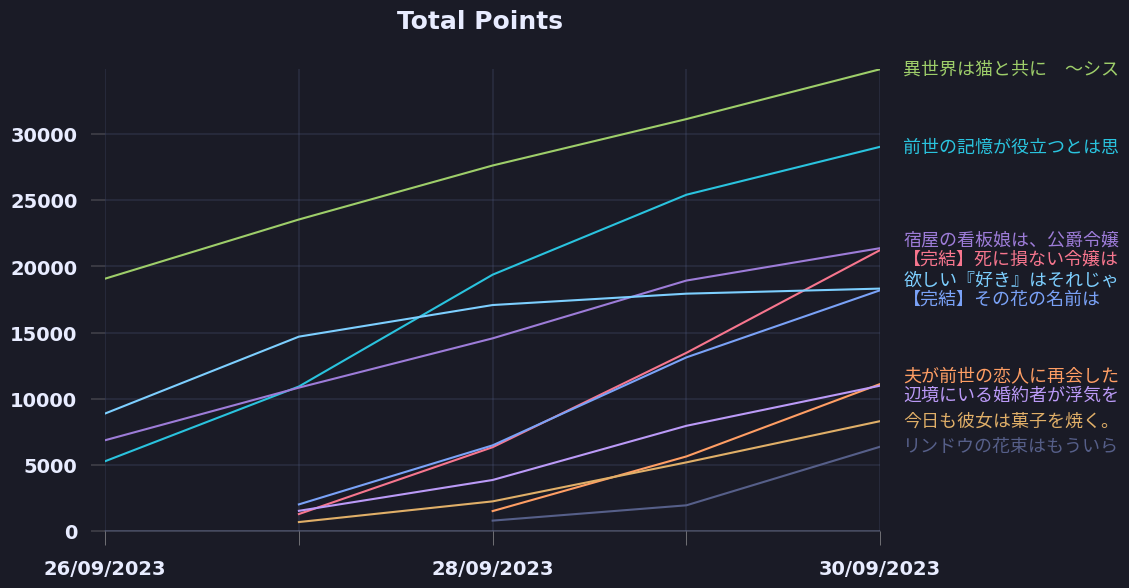 Total Points
30000
25000
20000
15000
10000
5000
0
26/09/2023
28/09/2023
30/09/2023
異世界は猫と共に　～シス
前世の記憶が役立つとは思
宿屋の看板娘は、公爵令嬢
【完結】死に損ない令嬢は
欲しい『好き』はそれじゃ
【完結】その花の名前は
夫が前世の恋人に再会した
辺境にいる婚約者が浮気を
今日も彼女は菓子を焼く。
リンドウの花束はもういら